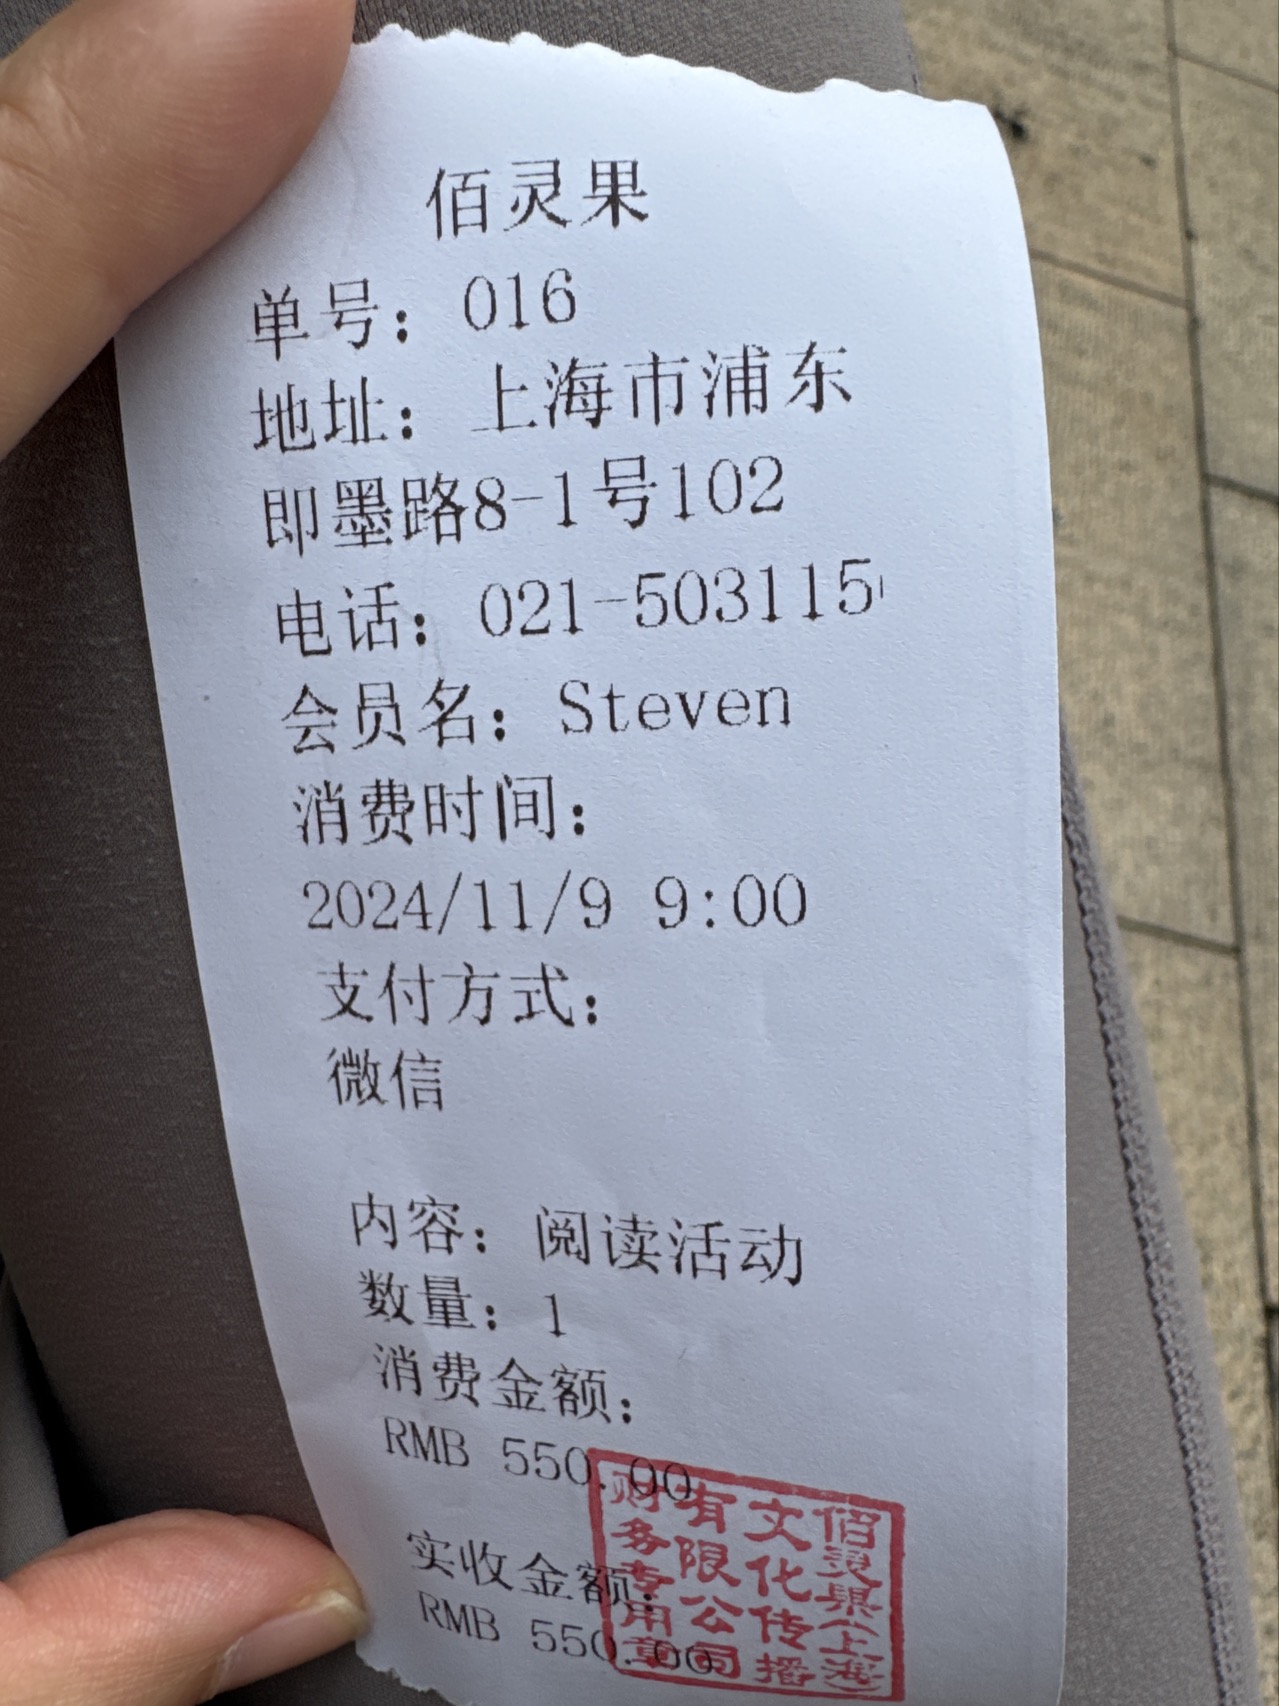 佰灵果
单号：016
地址：上海市浦东
即墨路8-1号102
电话：021-5031150
会员名：Steven
消费时间：
2024/11/9 9:00
支付方式：
微信
内容：阅读活动
数量：1
消费金额：
RMB 550.00
实收金额：
RMB 550.00
佰灵果（上海）
文化传播
有限公司
财务专用章